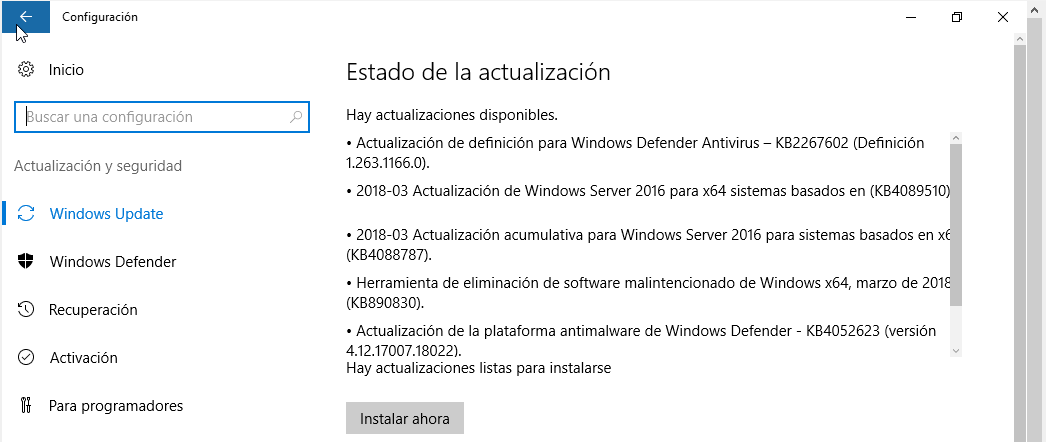 Configuración
Inicio
Buscar una configuración
Actualización y seguridad
Windows Update
Windows Defender
Recuperación
Activación
Para programadores
Estado de la actualización
Hay actualizaciones disponibles.
• Actualización de definición para Windows Defender Antivirus – KB2267602 (Definición
1.263.1166.0).
• 2018-03 Actualización de Windows Server 2016 para x64 sistemas basados en (KB4089510)
• 2018-03 Actualización acumulativa para Windows Server 2016 para sistemas basados en x6
(KB4088787).
• Herramienta de eliminación de software malintencionado de Windows x64, marzo de 2018
(KB890830).
• Actualización de la plataforma antimalware de Windows Defender - KB4052623 (versión
4.12.17007.18022).
Hay actualizaciones listas para instalarse
Instalar ahora